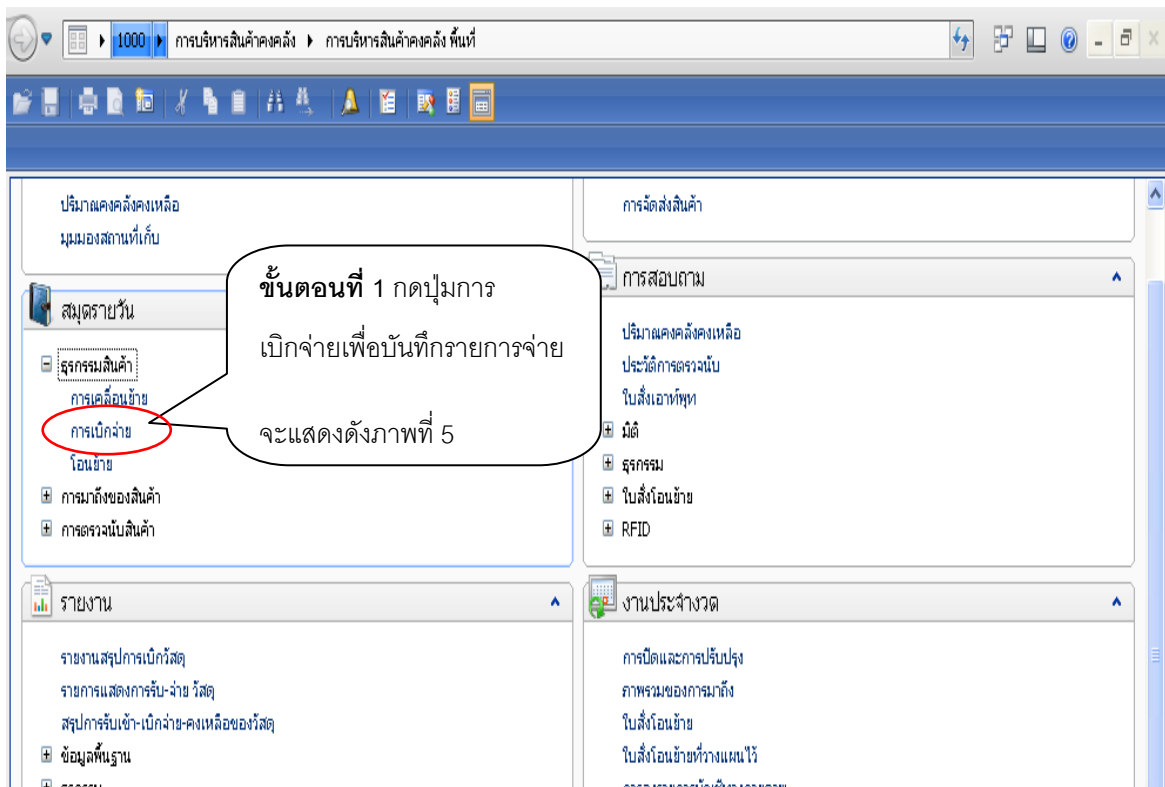 1000 การบริหารสินค้าคงคลัง การบริหารสินค้าคงคลัง พื้นที่
ปริมาณคงคลังคงเหลือ
มุมมองสถานที่เก็บ
สมุดรายวัน
ธุรกรรมสินค้า
การเคลื่อนย้าย
การเบิกจ่าย
โอนย้าย
การมาถึงของสินค้า
การตรวจนับสินค้า
ขั้นตอนที่ 1 กดปุ่มการ
เบิกจ่ายเพื่อบันทึกรายการจ่าย
จะแสดงดังภาพที่ 5
รายงาน
รายงานสรุปการเบิกวัสดุ
รายการแสดงการรับ-จ่าย วัสดุ
สรุปการรับเข้า-เบิกจ่าย-คงเหลือของวัสดุ
ข้อมูลพื้นฐาน
การจัดส่งสินค้า
การสอบถาม
ปริมาณคงคลังคงเหลือ
ประวัติการตรวจนับ
ใบสั่งเอาท์พุท
มิติ
ธุรกรรม
ใบสั่งโอนย้าย
RFID
งานประจำงวด
การปิดและการปรับปรุง
ภาพรวมของการมาถึง
ใบสั่งโอนย้าย
ใบสั่งโอนย้ายที่วางแผนไว้